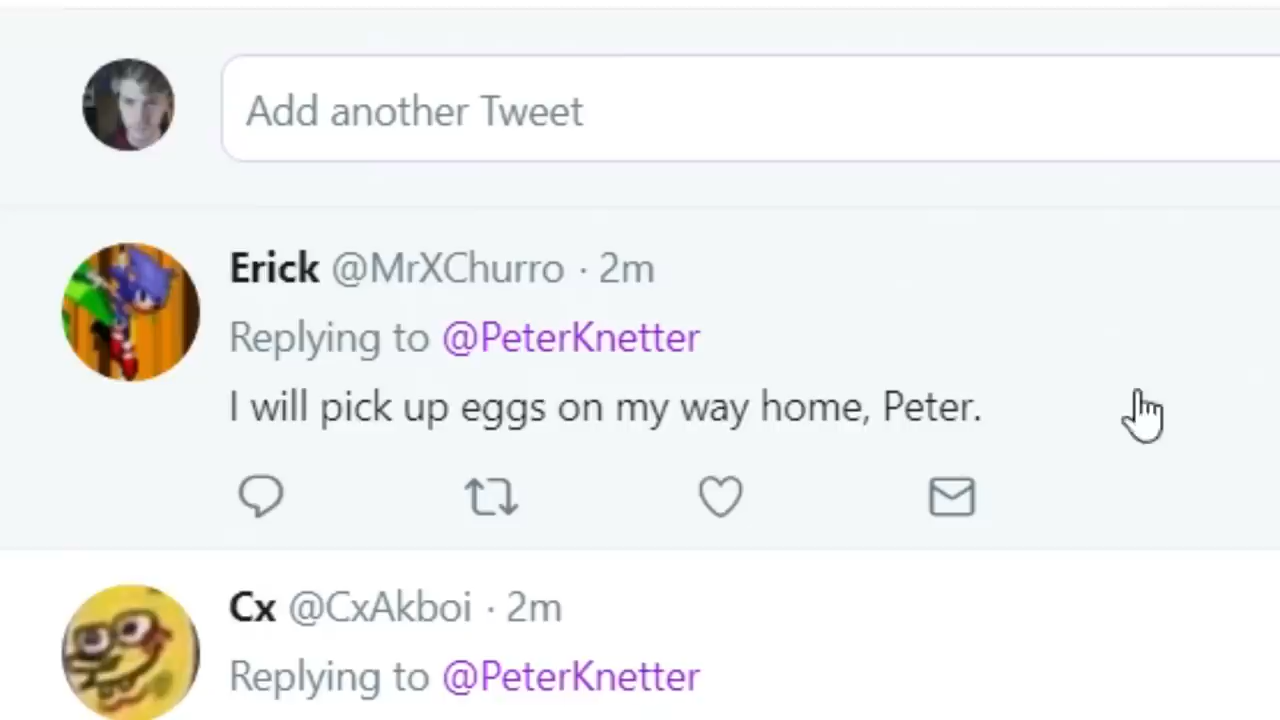 Add another Tweet
Erick @MrXChurro · 2m
Replying to @PeterKnetter
I will pick up eggs on my way home, Peter.
Cx @CxAkboi · 2m
Replying to @PeterKnetter